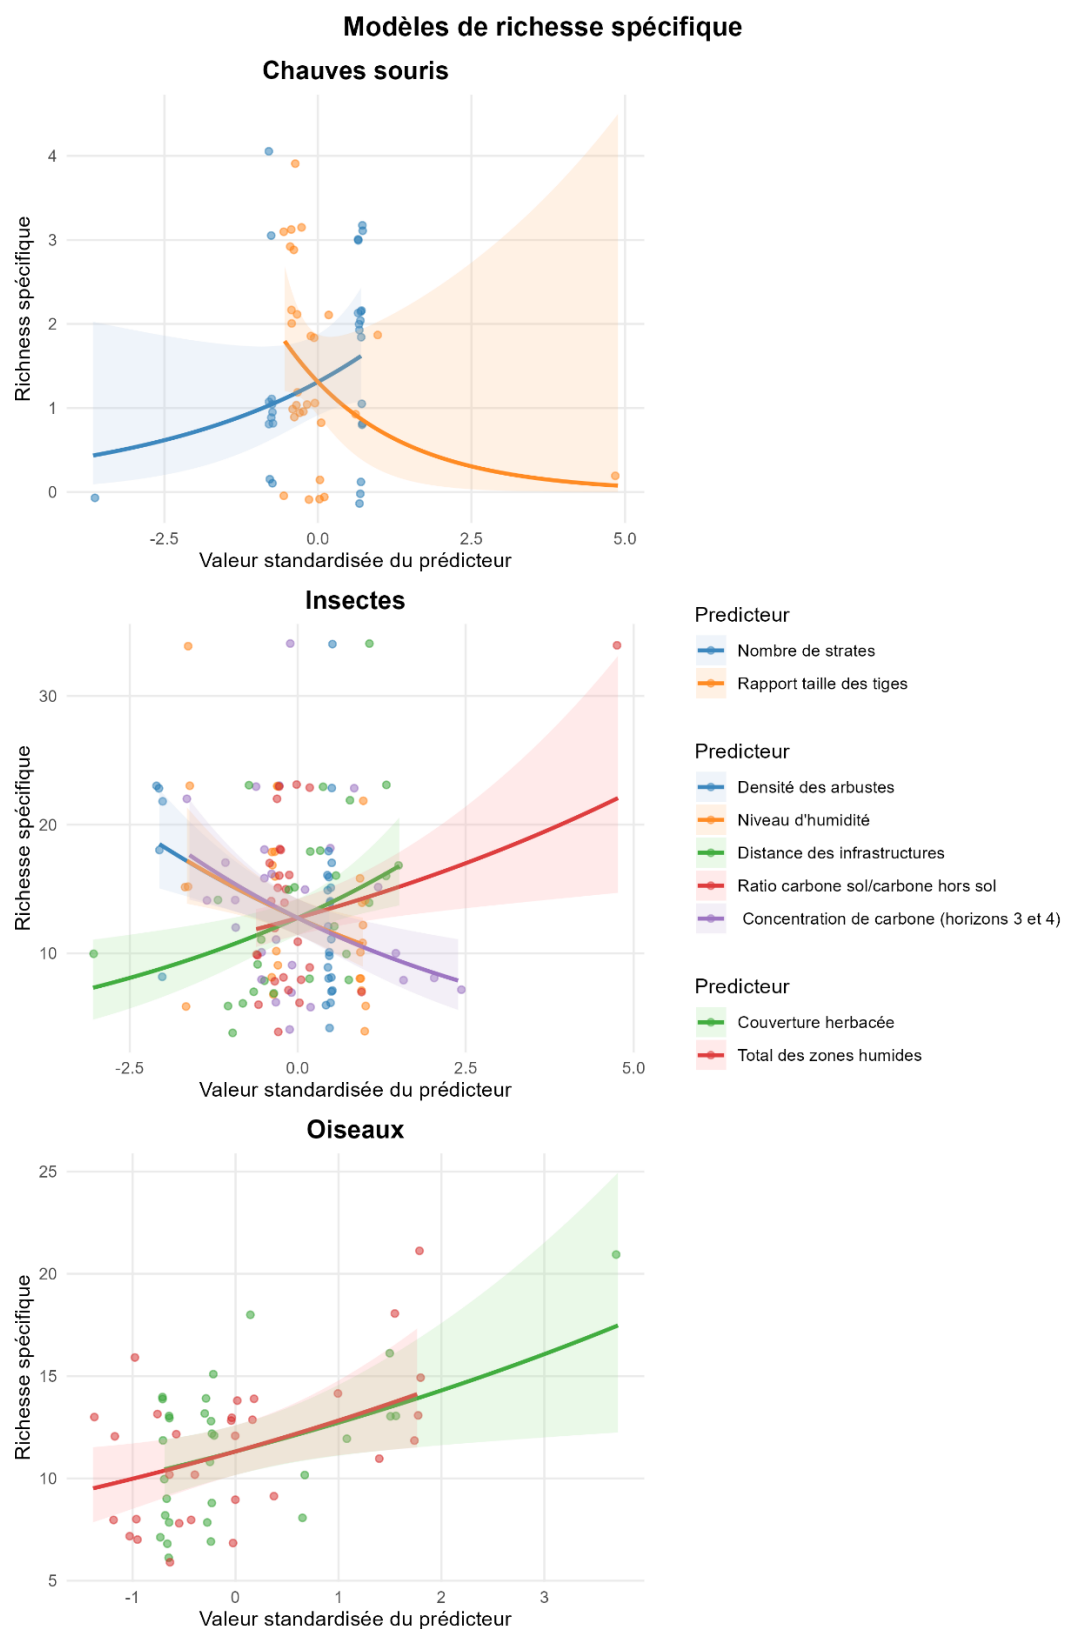 Modèles de richesse spécifique
Chauves souris
Richness spécifique
4
3
2
1
0
-2.5
0.0
2.5
5.0
Valeur standardisée du prédicteur
Insectes
Richesse spécifique
30
20
10
-2.5
0.0
2.5
5.0
Valeur standardisée du prédicteur
Predicteur
Nombre de strates
Rapport taille des tiges
Predicteur
Densité des arbustes
Niveau d'humidité
Distance des infrastructures
Ratio carbone sol/carbone hors sol
Concentration de carbone (horizons 3 et 4)
Predicteur
Couverture herbacée
Total des zones humides
Oiseaux
Richesse spécifique
25
20
15
10
5
-1
0
1
2
3
Valeur standardisée du prédicteur